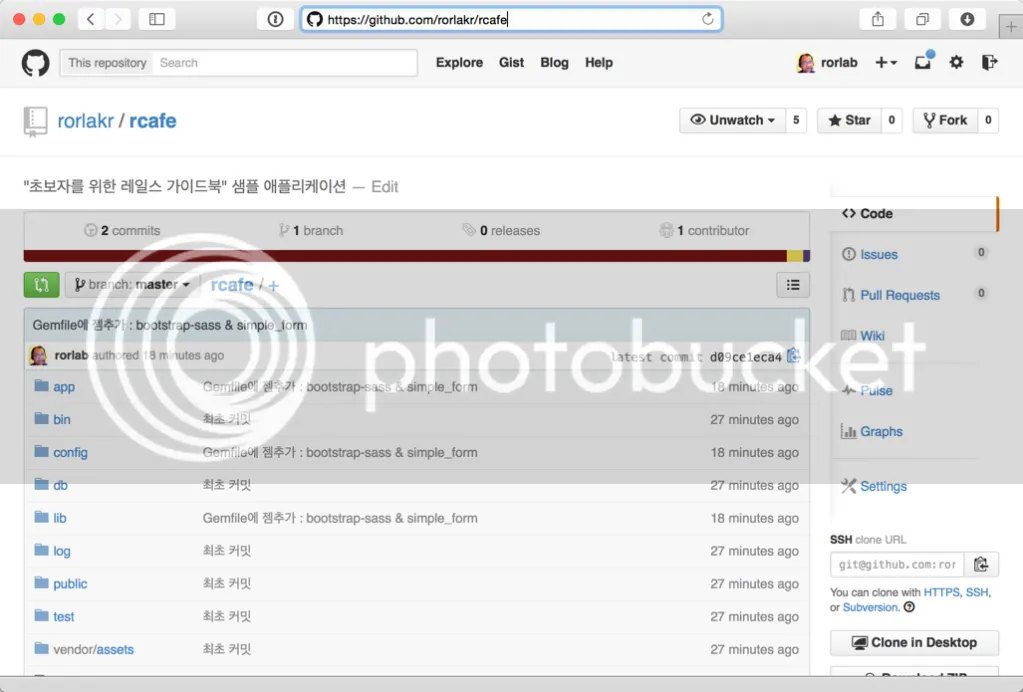 https://github.com/rorlakr/rcafe
This repository Search Explore Gist Blog Help rorlab
rorlakr / rcafe Unwatch 5 Star 0 Fork 0
"초보자를 위한 레일스 가이드북" 샘플 애플리케이션 — Edit
2 commits 1 branch 0 releases 1 contributor
branch: master rcafe / +
Gemfile에 젬추가 : bootstrap-sass & simple_form
rorlab authored 18 minutes ago latest commit d09ce1eca4
app Gemfile에 젬추가 : bootstrap-sass & simple_form 18 minutes ago
bin 최초 커밋 27 minutes ago
config Gemfile에 젬추가 : bootstrap-sass & simple_form 18 minutes ago
db 최초 커밋 27 minutes ago
lib Gemfile에 젬추가 : bootstrap-sass & simple_form 18 minutes ago
log 최초 커밋 27 minutes ago
public 최초 커밋 27 minutes ago
test 최초 커밋 27 minutes ago
vendor/assets 최초 커밋 27 minutes ago
Code
Issues 0
Pull Requests 0
Wiki
Pulse
Graphs
Settings
SSH clone URL
git@github.com:ror
You can clone with HTTPS, SSH,
or Subversion.
Clone in Desktop
Download ZIP
photobucket